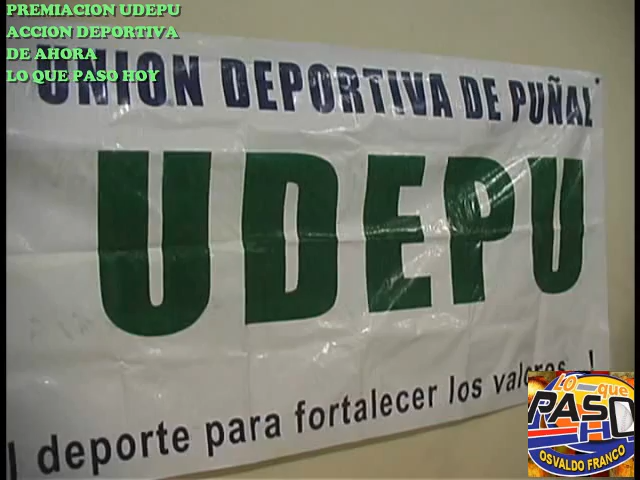 PREMIACION UDEPU
ACCION DEPORTIVA
DE AHORA
LO QUE PASO HOY
UNION DEPORTIVA DE PUÑAL
UDEPU
l deporte para fortalecer los valores !
LO que
PASO
H
OSVALDO FRANCO